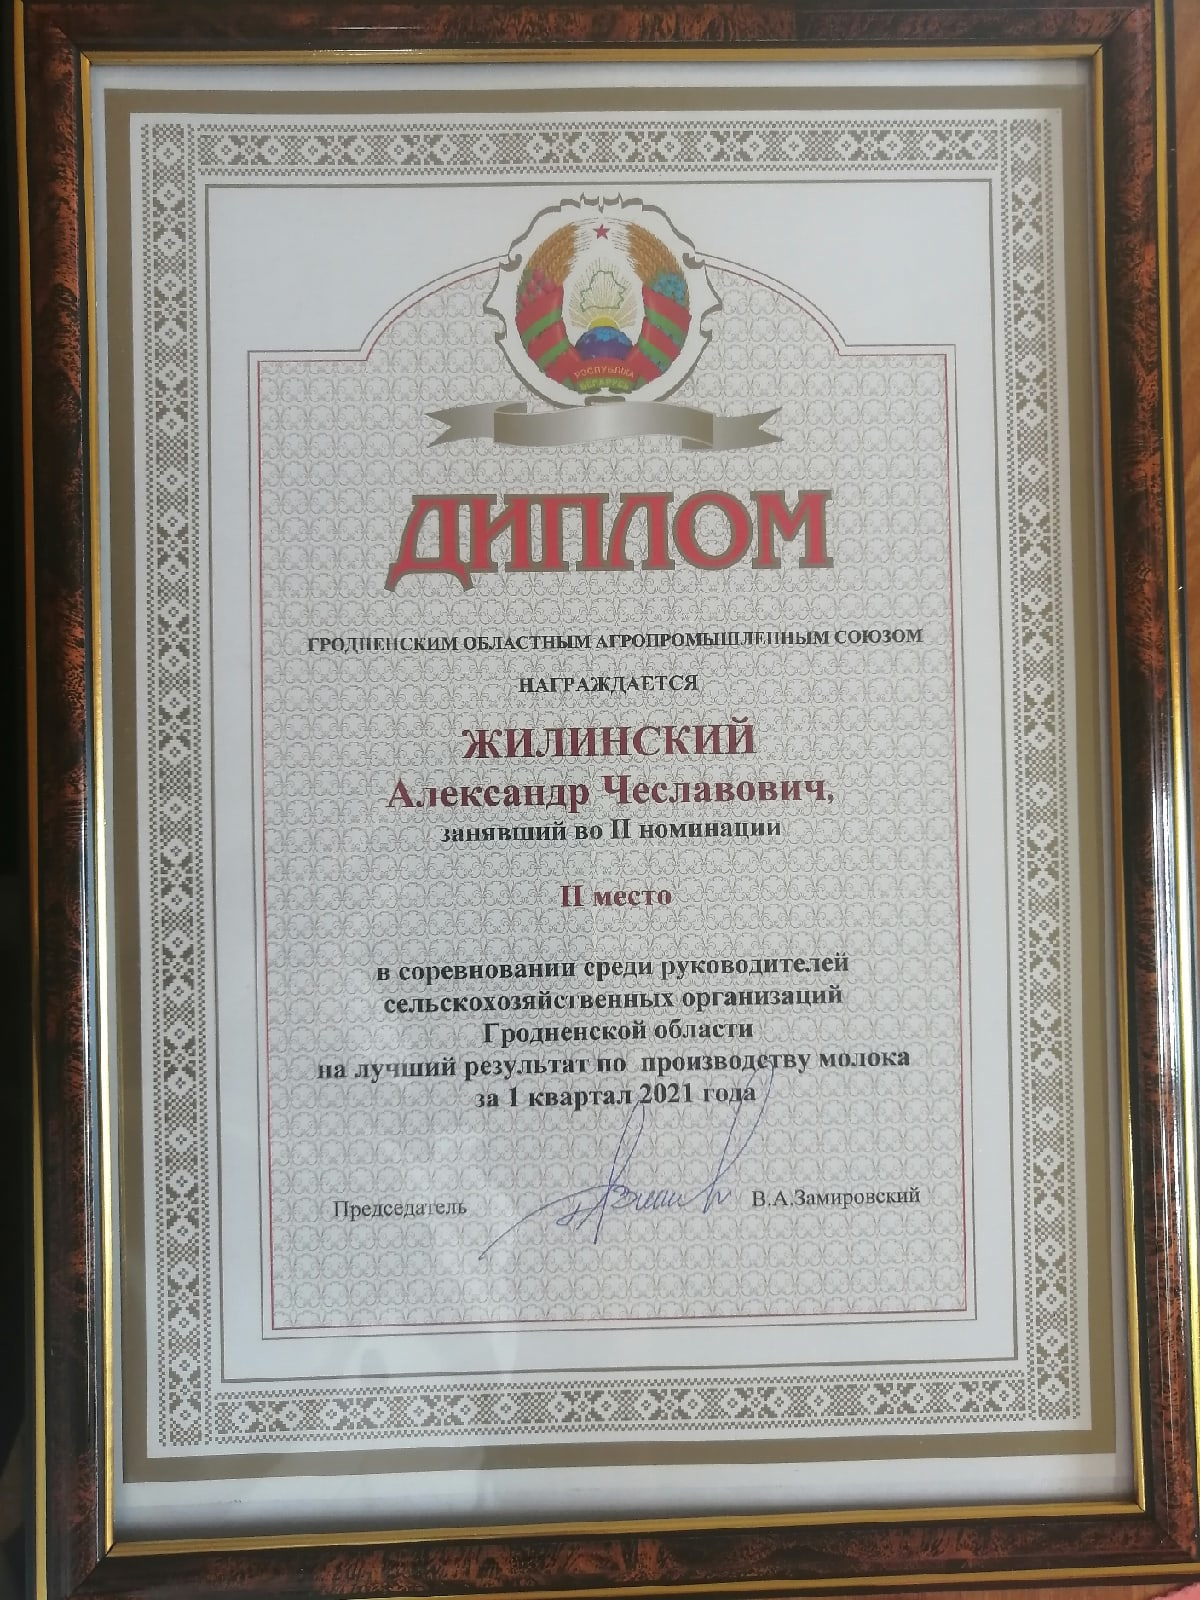 РЭСПУБЛІКА
БЕЛАРУСЬ
ДИПЛОМ
ГРОДНЕНСКИМ ОБЛАСТНЫМ АГРОПРОМЫШЛЕННЫМ СОЮЗОМ
НАГРАЖДАЕТСЯ
ЖИЛИНСКИЙ
Александр Чеславович,
занявший во II номинации
II место
в соревновании среди руководителей
сельскохозяйственных организаций
Гродненской области
на лучший результат по производству молока
за 1 квартал 2021 года
Председатель В.А.Замировский